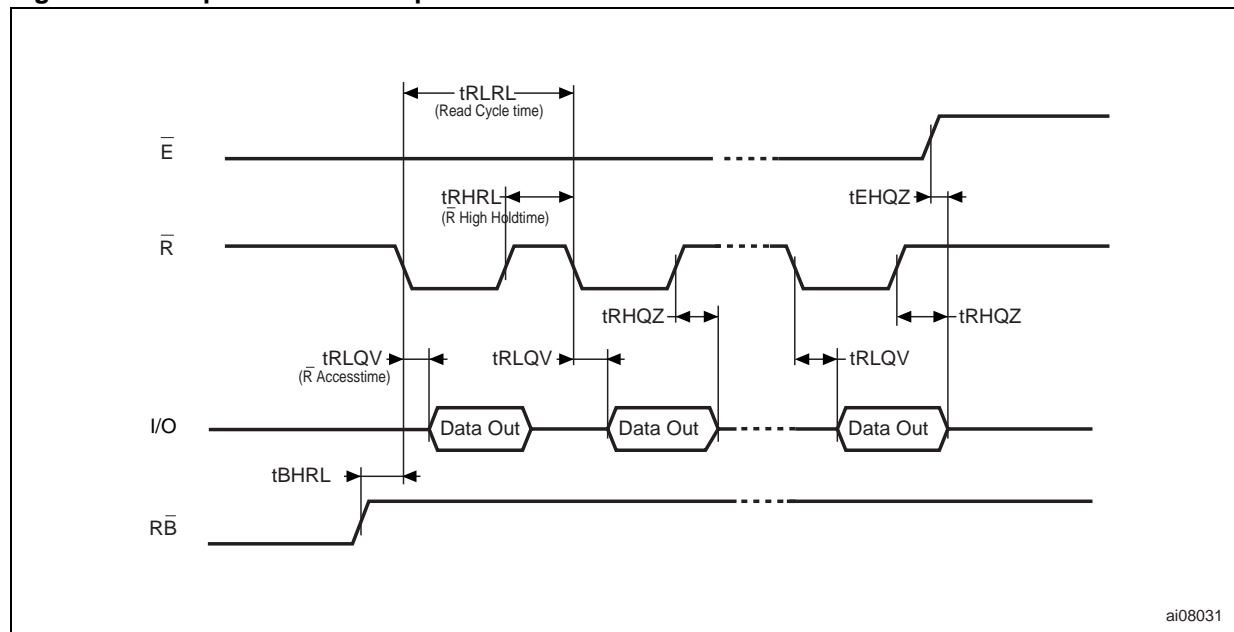 tRLRL
(Read Cycle time)
E̅
tRHRL
(R̅ High Holdtime)
tEHQZ
R̅
tRHQZ
tRHQZ
tRLQV
(R̅ Accesstime)
tRLQV
tRLQV
I/O
Data Out
Data Out
Data Out
tBHRL
RB̅
ai08031